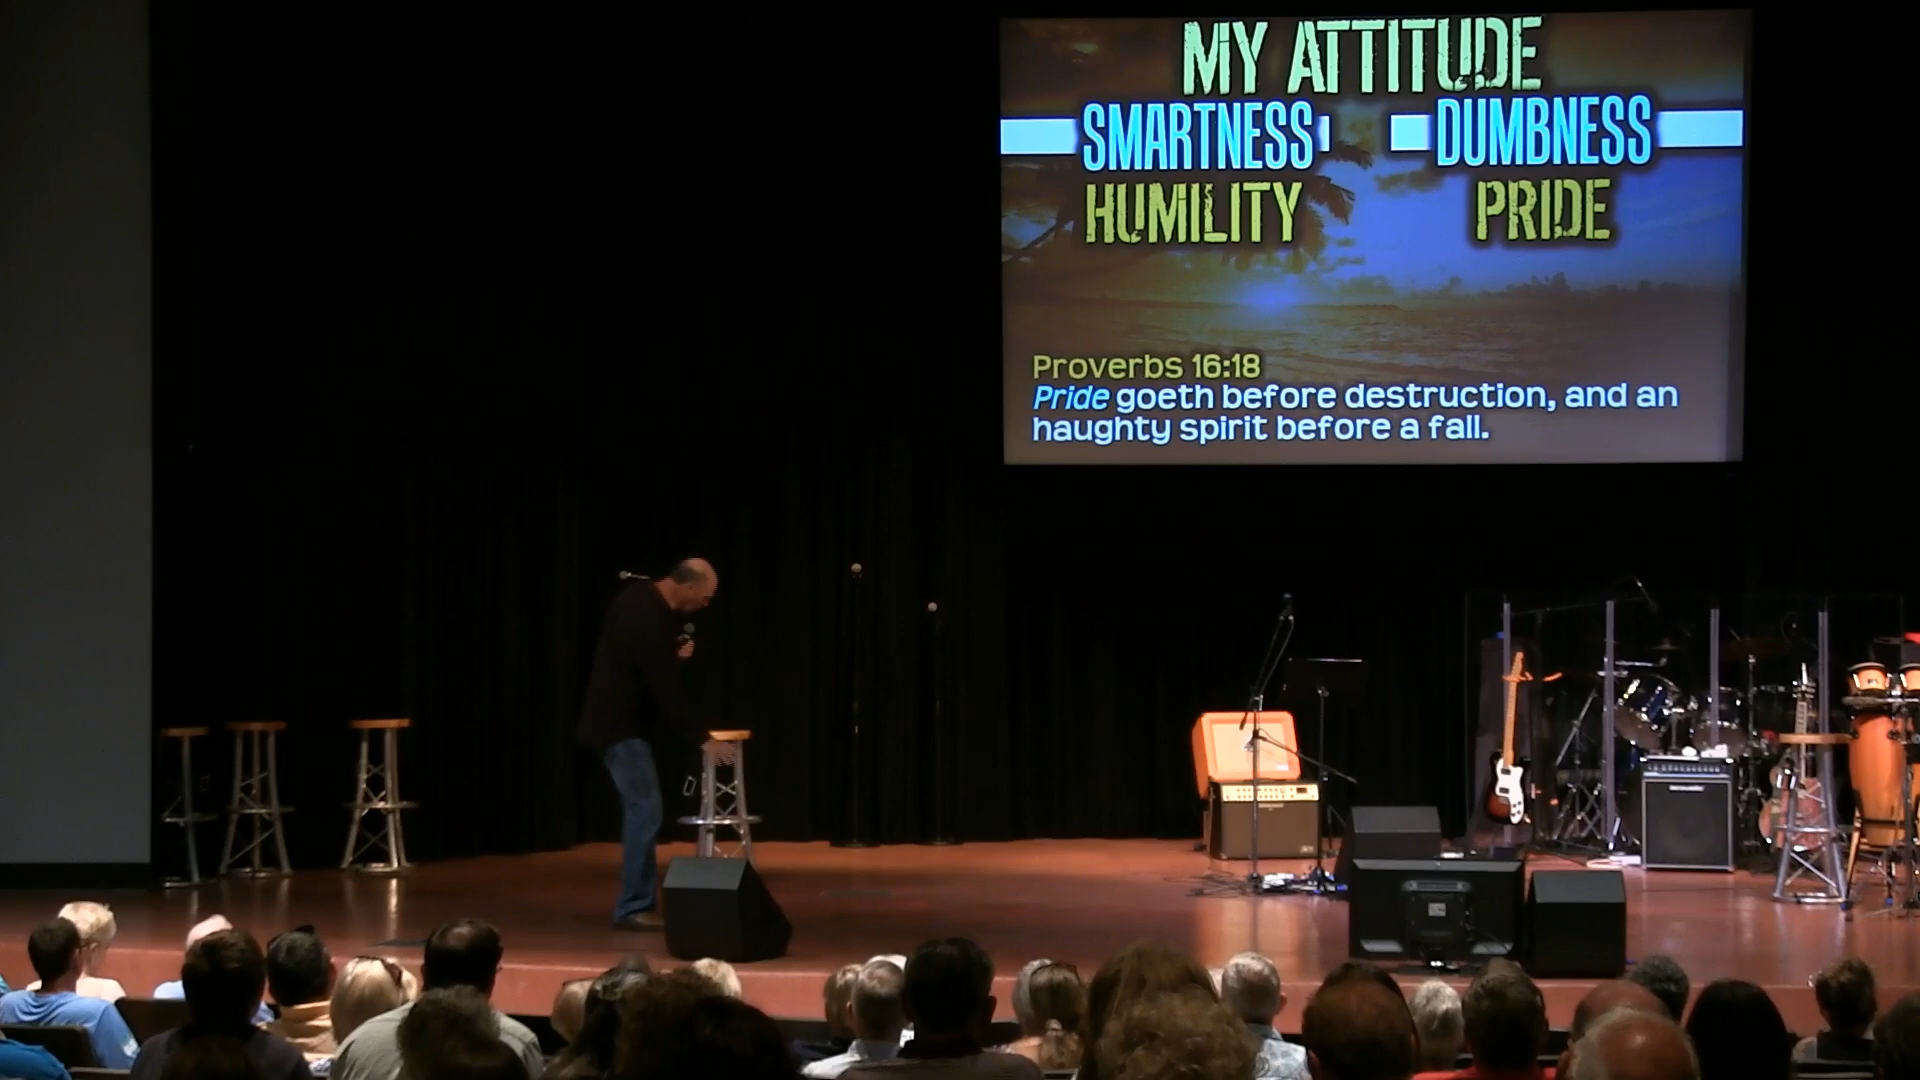 MY ATTITUDE
SMARTNESS DUMBNESS
HUMILITY PRIDE
Proverbs 16:18
Pride goeth before destruction, and an
haughty spirit before a fall.